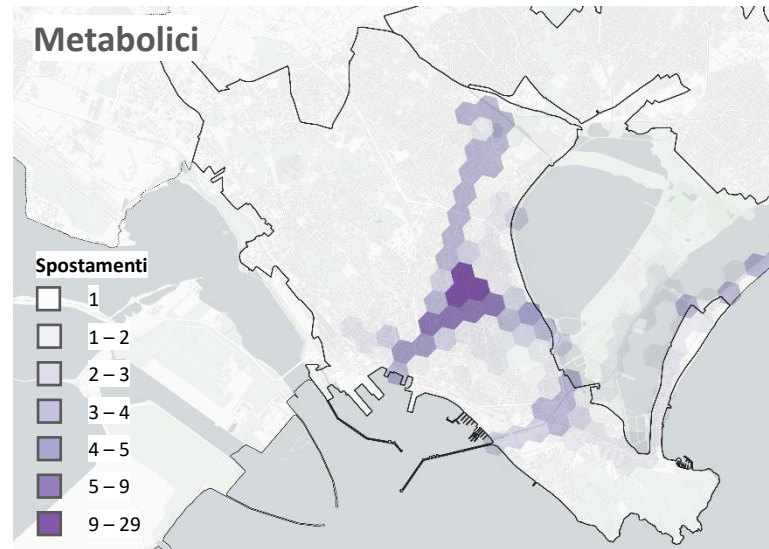 Metabolici
Spostamenti
1
1 – 2
2 – 3
3 – 4
4 – 5
5 – 9
9 – 29